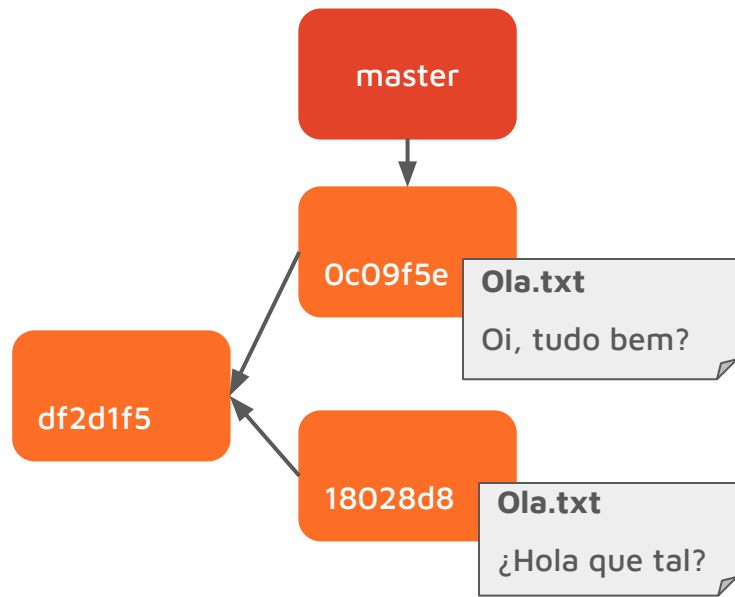 master
0c09f5e
Ola.txt
Oi, tudo bem?
df2d1f5
18028d8
Ola.txt
¿Hola que tal?